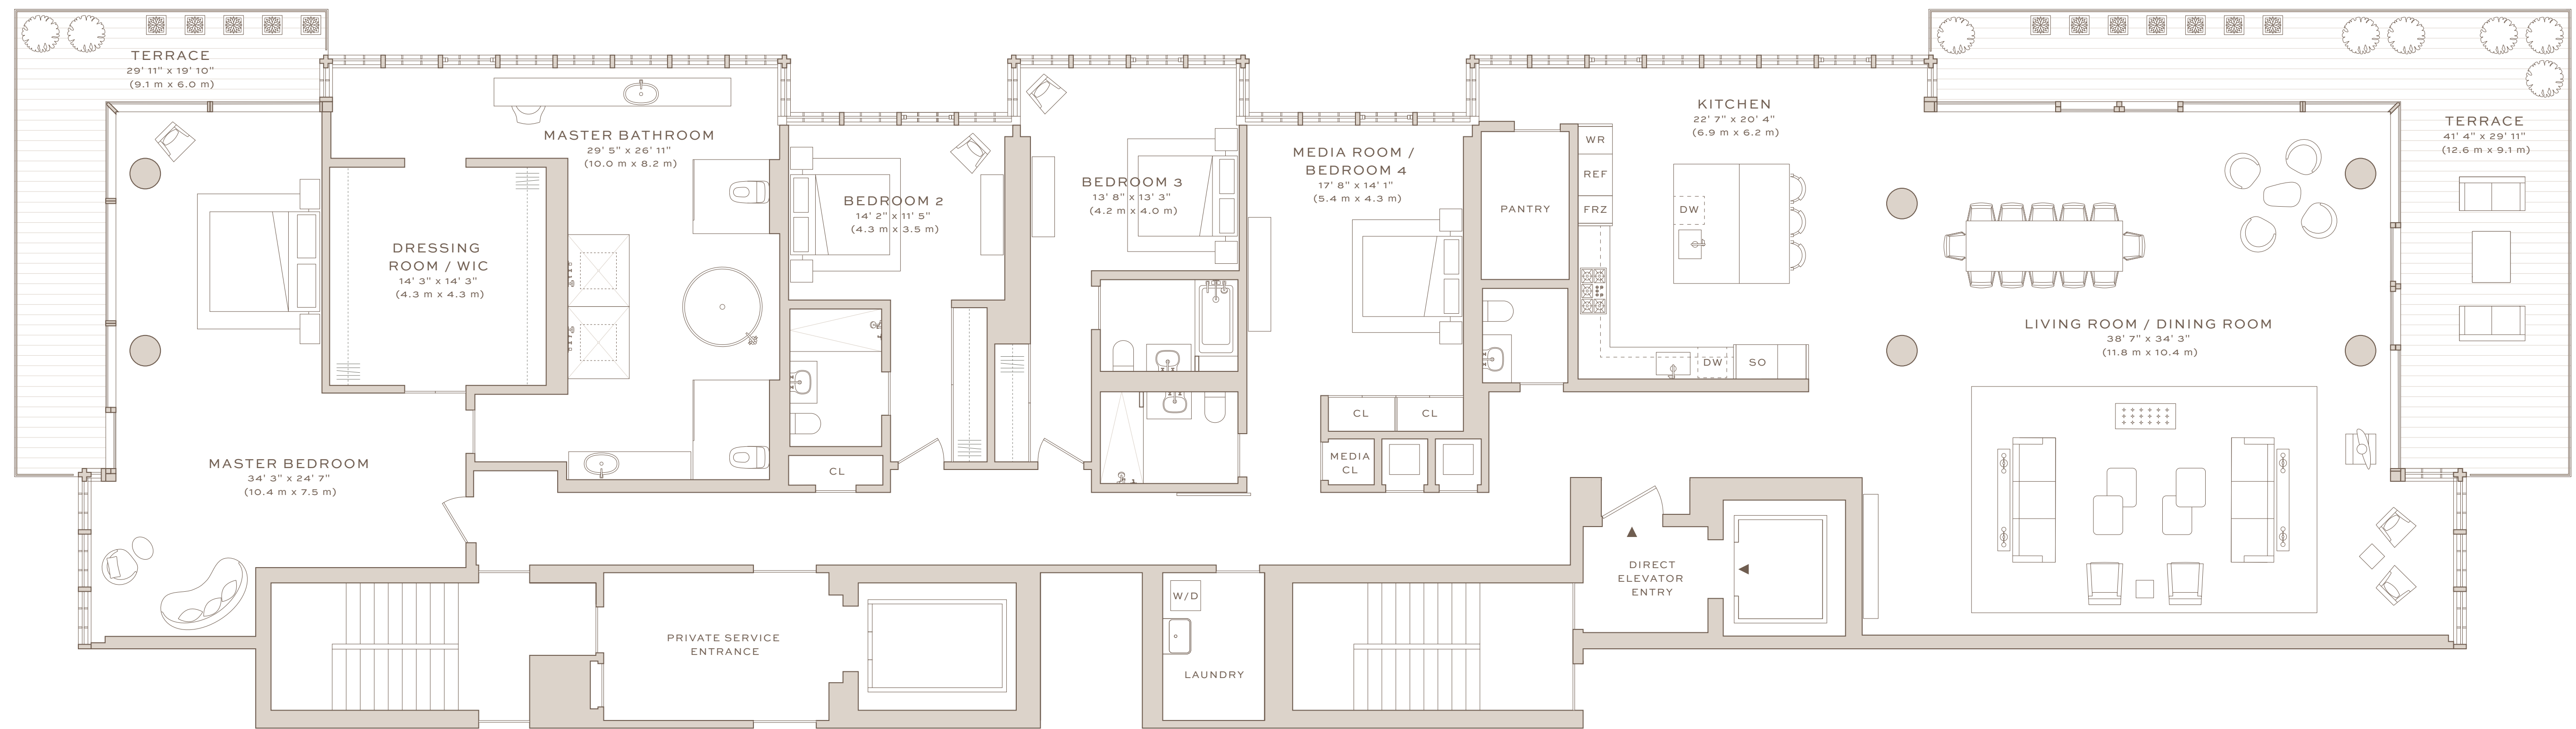 TERRACE
29' 11" x 19' 10"
(9.1 m x 6.0 m)
MASTER BATHROOM
29' 5" x 26' 11"
(10.0 m x 8.2 m)
DRESSING
ROOM / WIC
14' 3" x 14' 3"
(4.3 m x 4.3 m)
MASTER BEDROOM
34' 3" x 24' 7"
(10.4 m x 7.5 m)
BEDROOM 2
14' 2" x 11' 5"
(4.3 m x 3.5 m)
CL
BEDROOM 3
13' 8" x 13' 3"
(4.2 m x 4.0 m)
MEDIA ROOM /
BEDROOM 4
17' 8" x 14' 1"
(5.4 m x 4.3 m)
CL
CL
MEDIA
CL
PANTRY
KITCHEN
22' 7" x 20' 4"
(6.9 m x 6.2 m)
WR
REF
FRZ
DW
DW
SO
LIVING ROOM / DINING ROOM
38' 7" x 34' 3"
(11.8 m x 10.4 m)
TERRACE
41' 4" x 29' 11"
(12.6 m x 9.1 m)
PRIVATE SERVICE
ENTRANCE
W/D
LAUNDRY
DIRECT
ELEVATOR
ENTRY